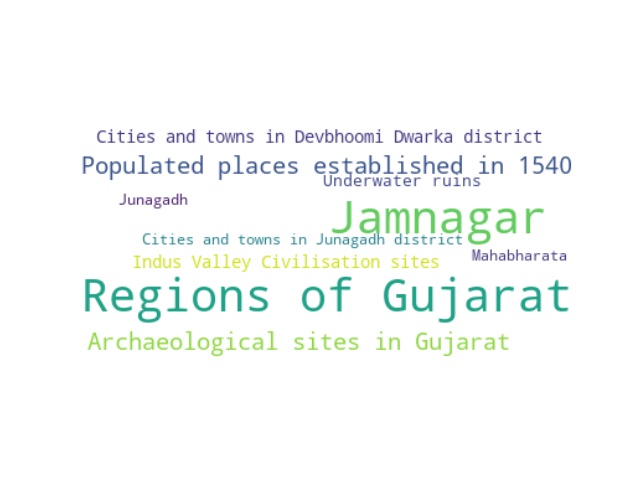 Cities and towns in Devbhoomi Dwarka district
Populated places established in 1540
Underwater ruins
Junagadh
Jamnagar
Cities and towns in Junagadh district
Mahabharata
Indus Valley Civilisation sites
Regions of Gujarat
Archaeological sites in Gujarat